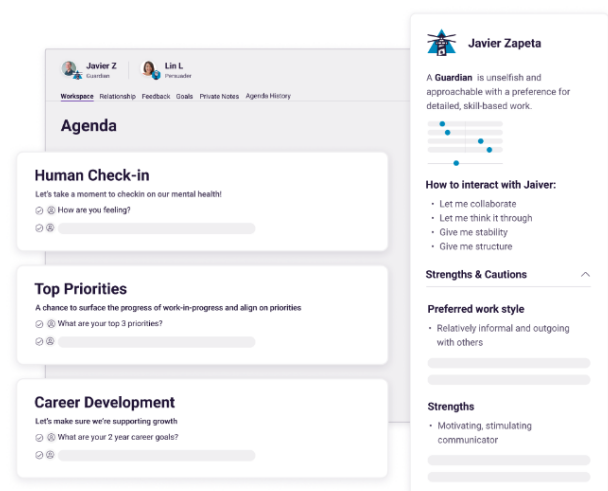 Javier Z
Guardian
Lin L
Persuader
Workspace Relationship Feedback Goals Private Notes Agenda History
Agenda
Human Check-in
Let's take a moment to checkin on our mental health!
How are you feeling?
Top Priorities
A chance to surface the progress of work-in-progress and align on priorities
What are your top 3 priorities?
Career Development
Let's make sure we're supporting growth
What are your 2 year career goals?
Javier Zapeta
A Guardian is unselfish and
approachable with a preference for
detailed, skill-based work.
How to interact with Jaiver:
• Let me collaborate
• Let me think it through
• Give me stability
• Give me structure
Strengths & Cautions
Preferred work style
• Relatively informal and outgoing
with others
Strengths
• Motivating, stimulating
communicator